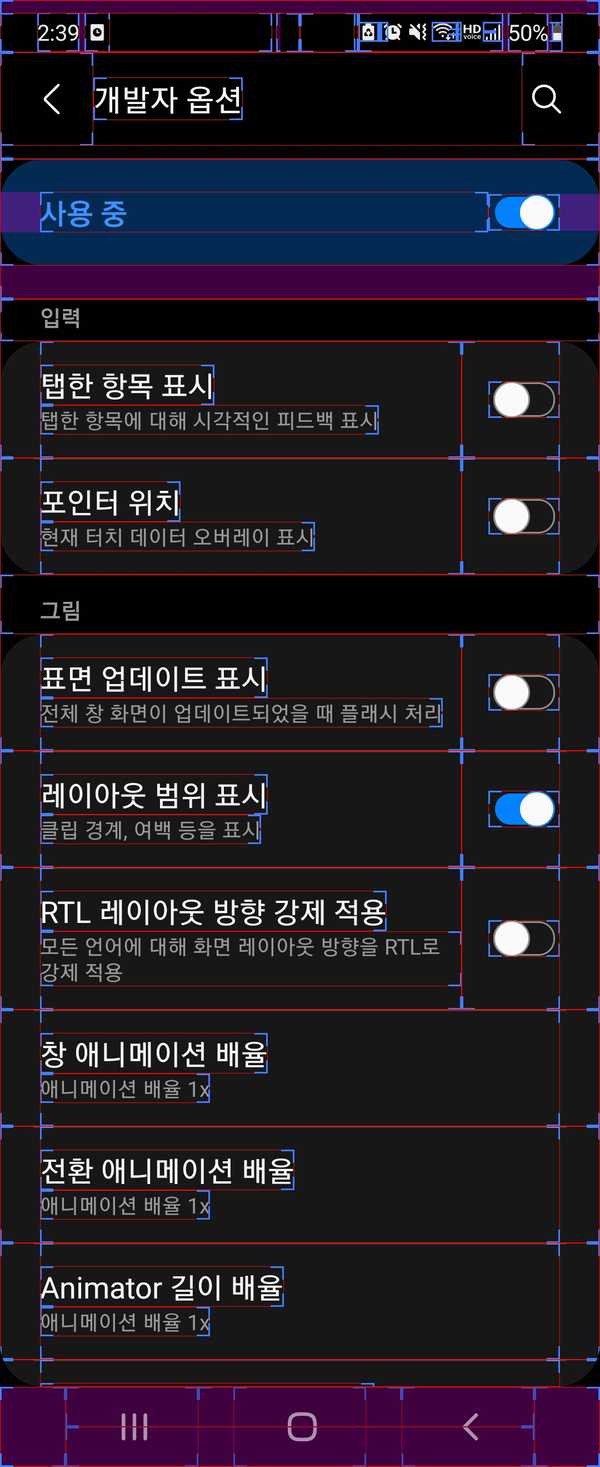 2:39
HD voice
50%
개발자 옵션
사용 중
입력
탭한 항목 표시
탭한 항목에 대해 시각적인 피드백 표시
포인터 위치
현재 터치 데이터 오버레이 표시
그림
표면 업데이트 표시
전체 창 화면이 업데이트되었을 때 플래시 처리
레이아웃 범위 표시
클립 경계, 여백 등을 표시
RTL 레이아웃 방향 강제 적용
모든 언어에 대해 화면 레이아웃 방향을 RTL로
강제 적용
창 애니메이션 배율
애니메이션 배율 1x
전환 애니메이션 배율
애니메이션 배율 1x
Animator 길이 배율
애니메이션 배율 1x